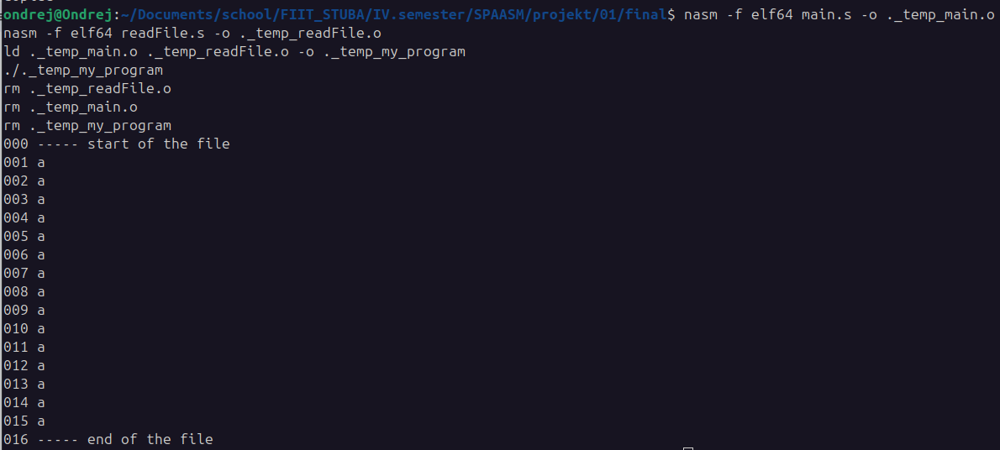 ondrej@Ondrej:~/Documents/school/FIIT_STUBA/IV.semester/SPAASM/projekt/01/final$ nasm -f elf64 main.s -o ._temp_main.o
nasm -f elf64 readFile.s -o ._temp_readFile.o
ld ._temp_main.o ._temp_readFile.o -o ._temp_my_program
./._temp_my_program
rm ._temp_readFile.o
rm ._temp_main.o
rm ._temp_my_program
000 ----- start of the file
001 a
002 a
003 a
004 a
005 a
006 a
007 a
008 a
009 a
010 a
011 a
012 a
013 a
014 a
015 a
016 ----- end of the file